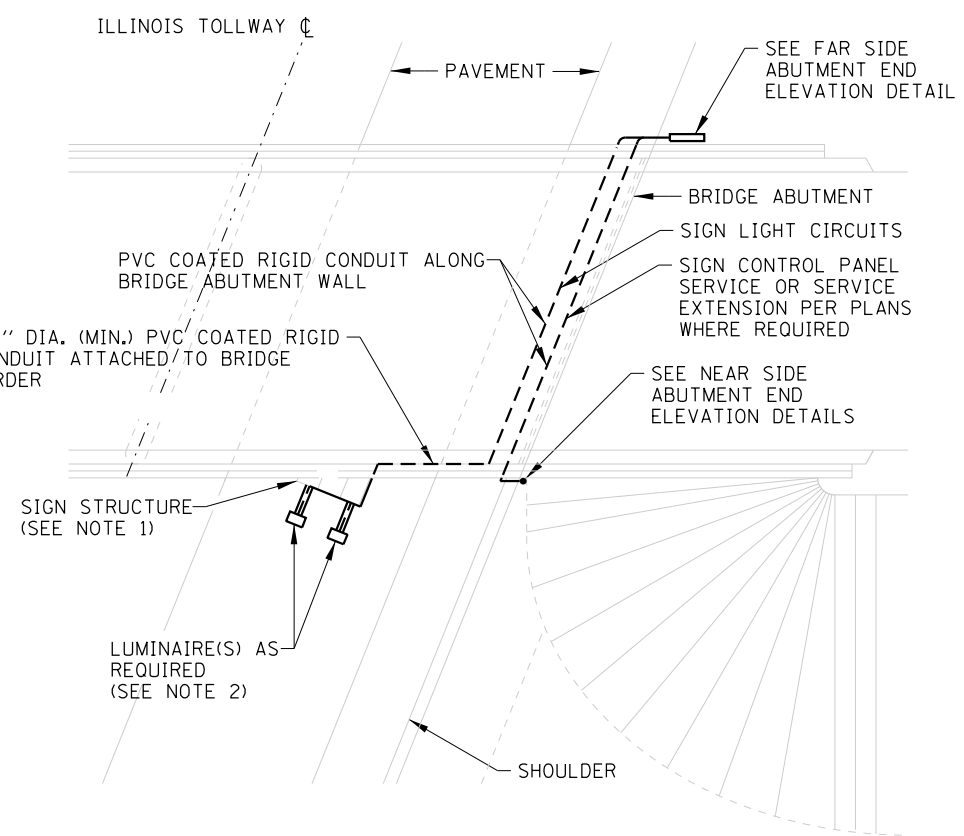 ILLINOIS TOLLWAY ℄
PAVEMENT
SEE FAR SIDE
ABUTMENT END
ELEVATION DETAIL
BRIDGE ABUTMENT
SIGN LIGHT CIRCUITS
PVC COATED RIGID CONDUIT ALONG
BRIDGE ABUTMENT WALL
SIGN CONTROL PANEL
SERVICE OR SERVICE
EXTENSION PER PLANS
WHERE REQUIRED
" DIA. (MIN.) PVC COATED RIGID
NDUIT ATTACHED TO BRIDGE
RDER
SEE NEAR SIDE
ABUTMENT END
ELEVATION DETAILS
SIGN STRUCTURE
(SEE NOTE 1)
LUMINAIRE(S) AS
REQUIRED
(SEE NOTE 2)
SHOULDER